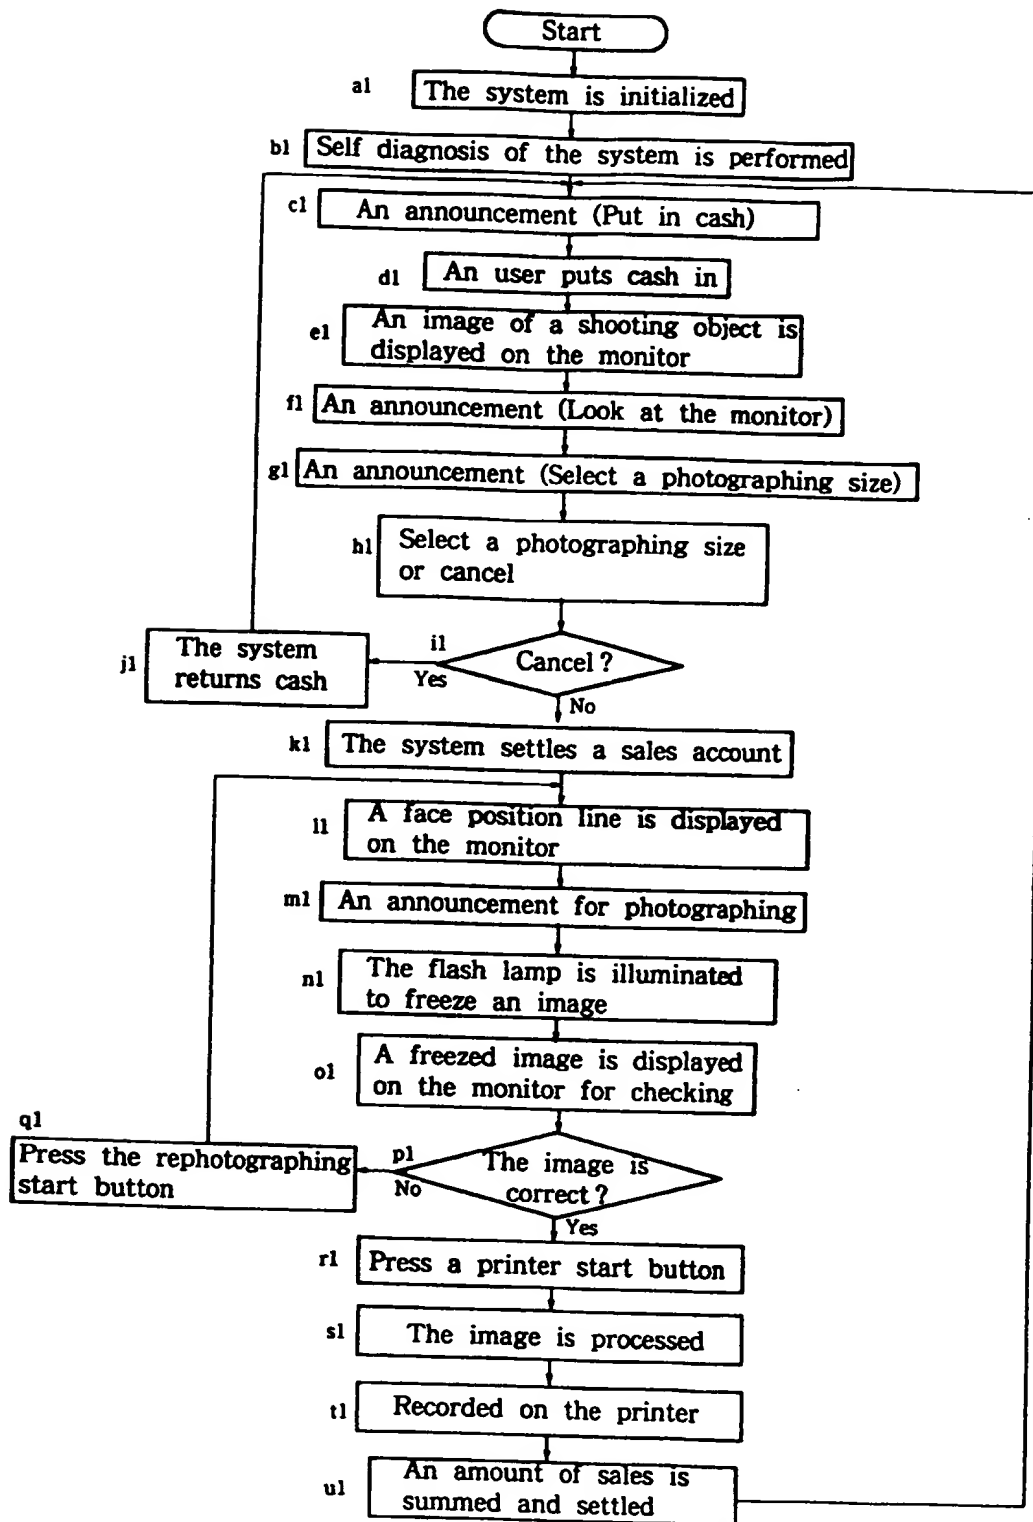 Start
a1 The system is initialized
b1 Self diagnosis of the system is performed
c1 An announcement (Put in cash)
d1 An user puts cash in
e1 An image of a shooting object is
displayed on the monitor
f1 An announcement (Look at the monitor)
g1 An announcement (Select a photographing size)
h1 Select a photographing size
or cancel
i1 Cancel?
Yes
No
j1 The system
returns cash
k1 The system settles a sales account
l1 A face position line is displayed
on the monitor
m1 An announcement for photographing
n1 The flash lamp is illuminated
to freeze an image
o1 A freezed image is displayed
on the monitor for checking
p1 The image is
correct?
No
Yes
q1
Press the rephotographing
start button
r1 Press a printer start button
s1 The image is processed
t1 Recorded on the printer
u1 An amount of sales is
summed and settled